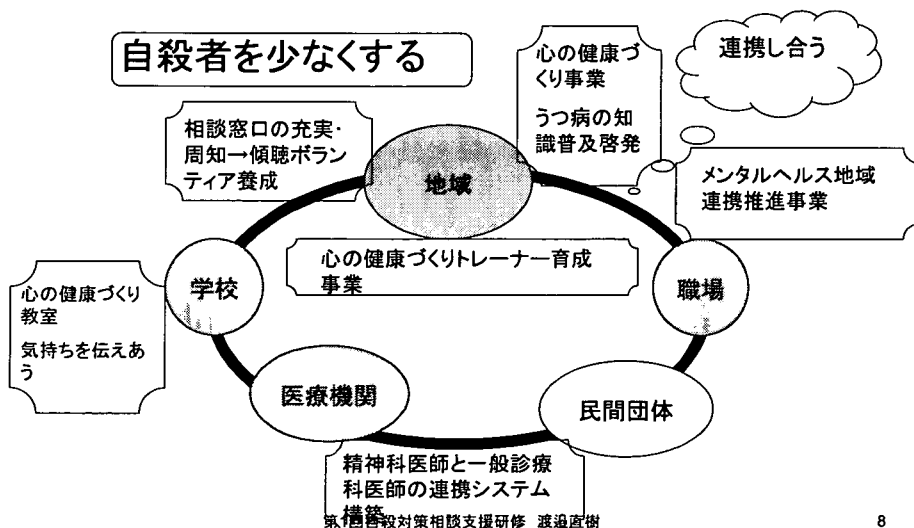 自殺者を少なくする
心の健康づ
くり事業
うつ病の知
識普及啓発
連携し合う
相談窓口の充実・
周知→傾聴ボラン
ティア養成
地域
メンタルヘルス地域
連携推進事業
心の健康づくりトレーナー育成
事業
学校
職場
心の健康づくり
教室
気持ちを伝えあ
う
医療機関
民間団体
精神科医師と一般診療
科医師の連携システム
構築
自殺対策相談支援研修 渡邉直樹
8